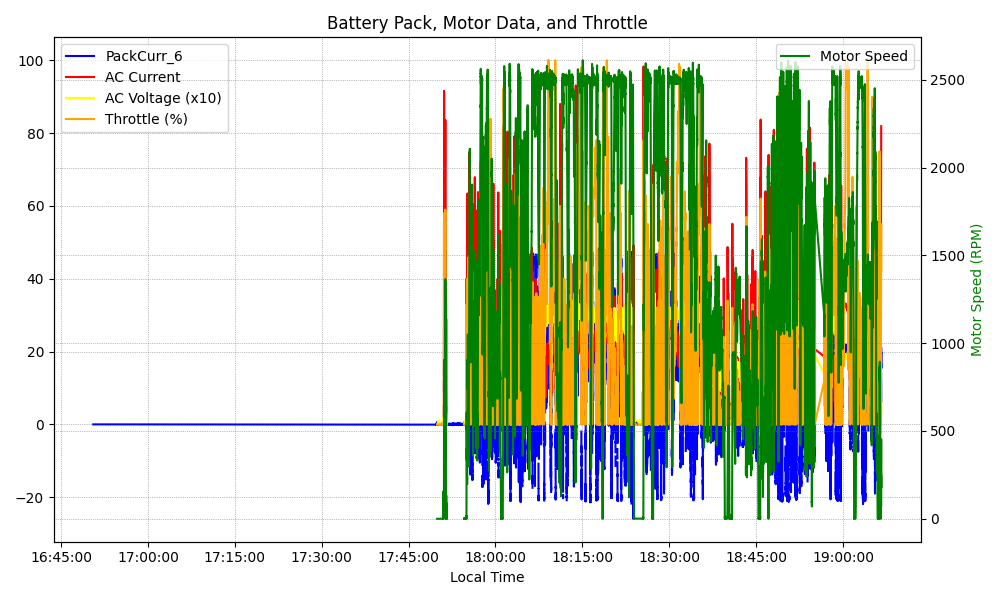 Battery Pack, Motor Data, and Throttle
PackCurr_6
AC Current
AC Voltage (x10)
Throttle (%)
Motor Speed
100
80
60
40
20
0
−20
2500
2000
1500
1000
500
0
Motor Speed (RPM)
16:45:00 17:00:00 17:15:00 17:30:00 17:45:00 18:00:00 18:15:00 18:30:00 18:45:00 19:00:00
Local Time